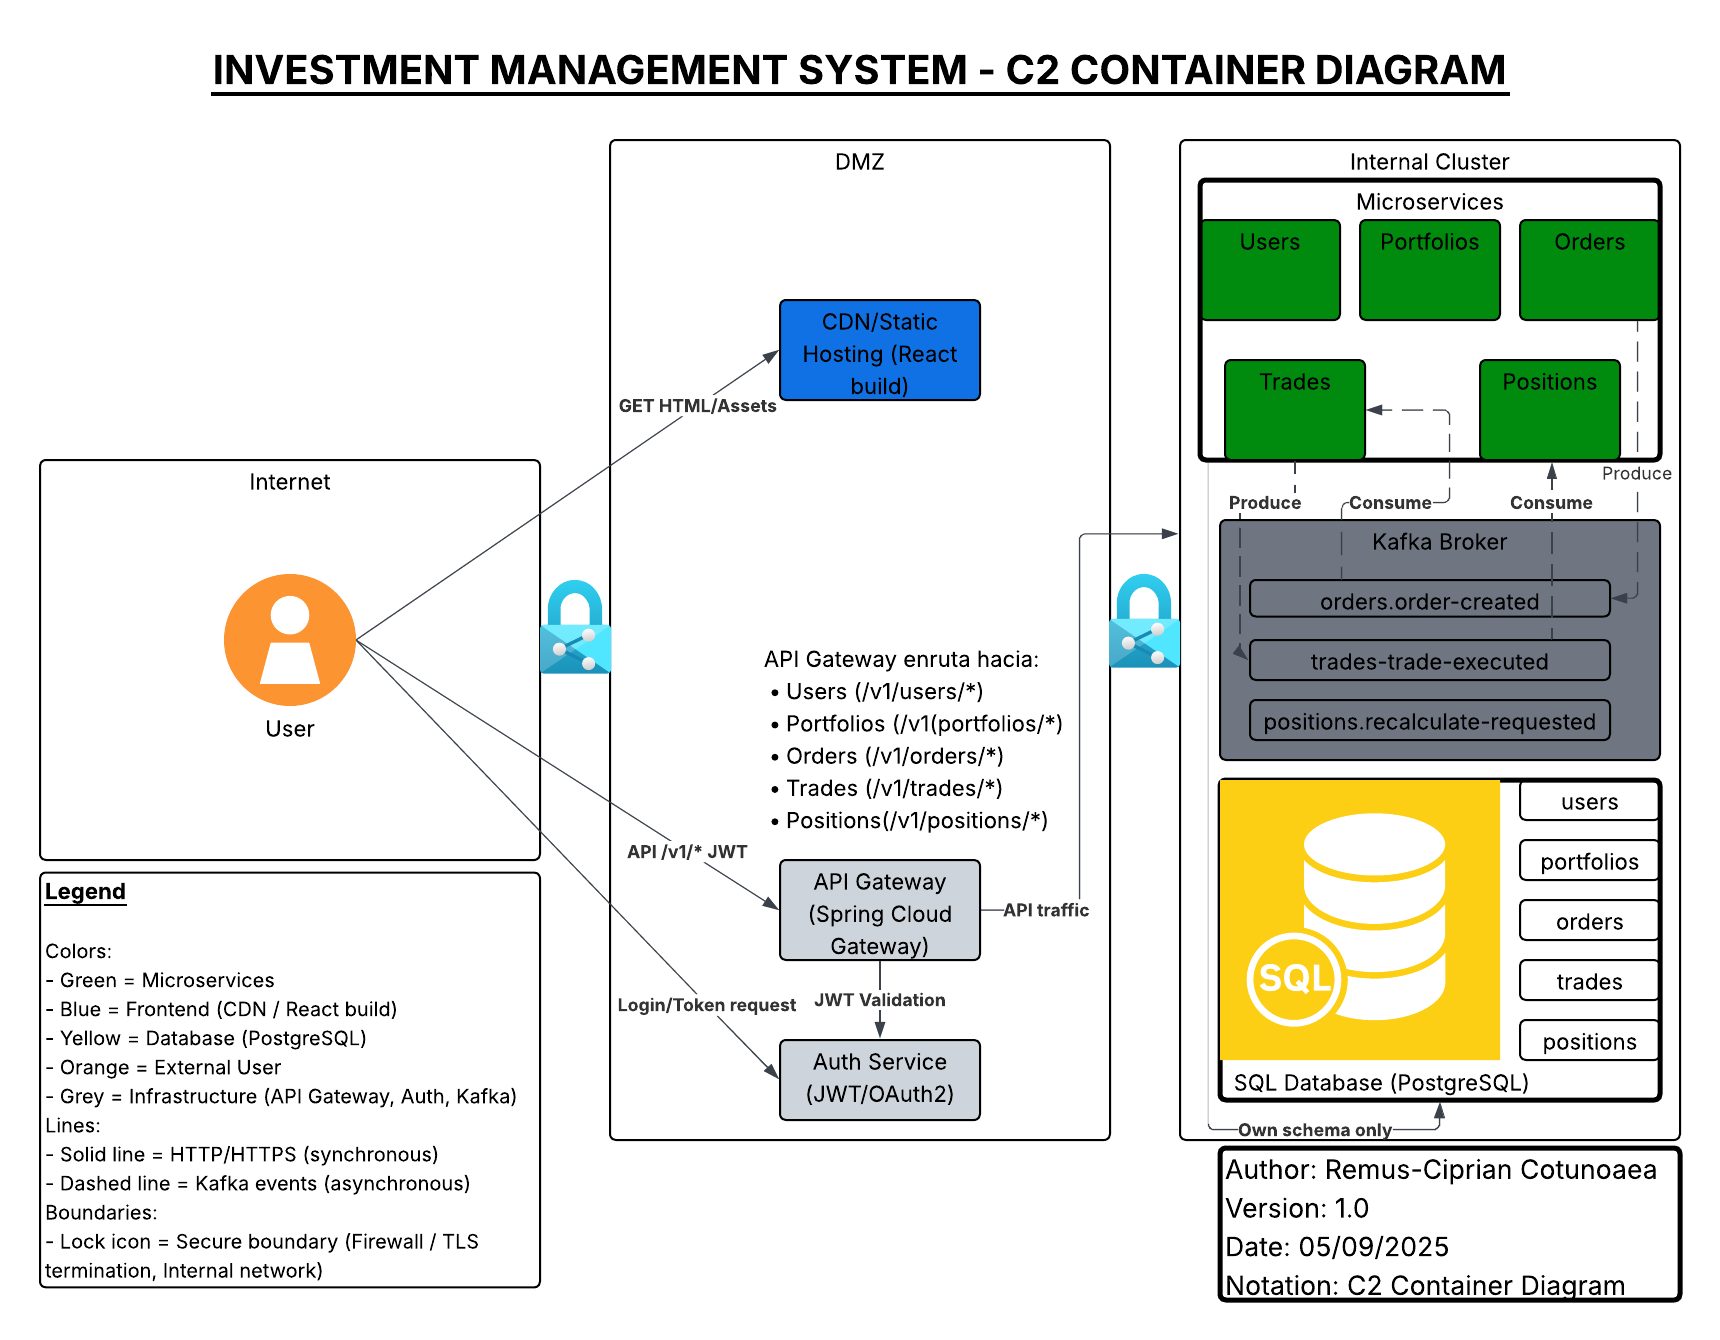 INVESTMENT MANAGEMENT SYSTEM - C2 CONTAINER DIAGRAM
Internet
User
Legend
Colors:
- Green = Microservices
- Blue = Frontend (CDN / React build)
- Yellow = Database (PostgreSQL)
- Orange = External User
- Grey = Infrastructure (API Gateway, Auth, Kafka)
Lines:
- Solid line = HTTP/HTTPS (synchronous)
- Dashed line = Kafka events (asynchronous)
Boundaries:
- Lock icon = Secure boundary (Firewall / TLS
termination, Internal network)
DMZ
CDN/Static
Hosting (React
build)
GET HTML/Assets
API Gateway enruta hacia:
• Users (/v1/users/*)
• Portfolios (/v1(portfolios/*)
• Orders (/v1/orders/*)
• Trades (/v1/trades/*)
• Positions(/v1/positions/*)
API /v1/* JWT
API Gateway
(Spring Cloud
Gateway)
API traffic
Login/Token request
JWT Validation
Auth Service
(JWT/OAuth2)
Internal Cluster
Microservices
Users
Portfolios
Orders
Trades
Positions
Produce
Produce
Consume
Consume
Kafka Broker
orders.order-created
trades-trade-executed
positions.recalculate-requested
SQL
users
portfolios
orders
trades
positions
SQL Database (PostgreSQL)
Own schema only
Author: Remus-Ciprian Cotunoaea
Version: 1.0
Date: 05/09/2025
Notation: C2 Container Diagram